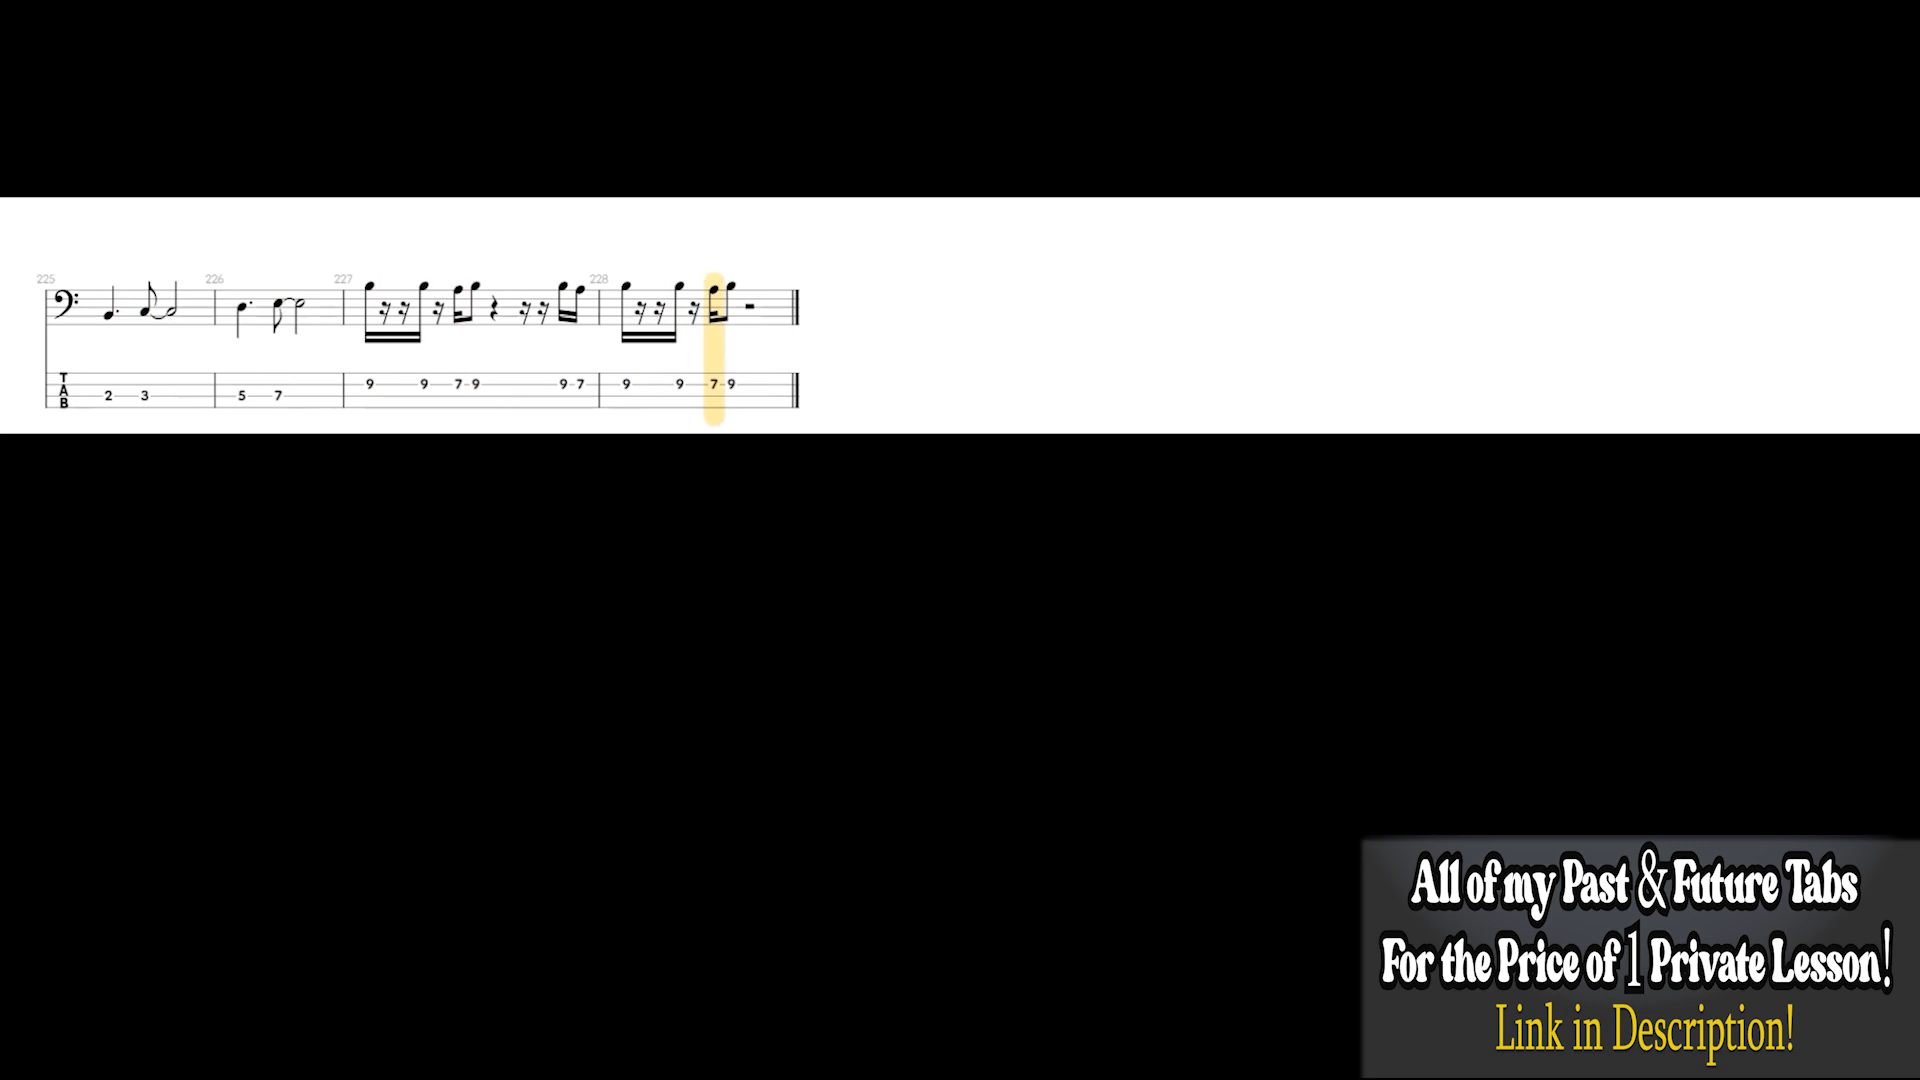 225 226 227 228
T
A
B
2 3 5 7 9 9 7 9 9 7 9 9 7 9
All of my Past & Future Tabs
For the Price of 1 Private Lesson!
Link in Description!